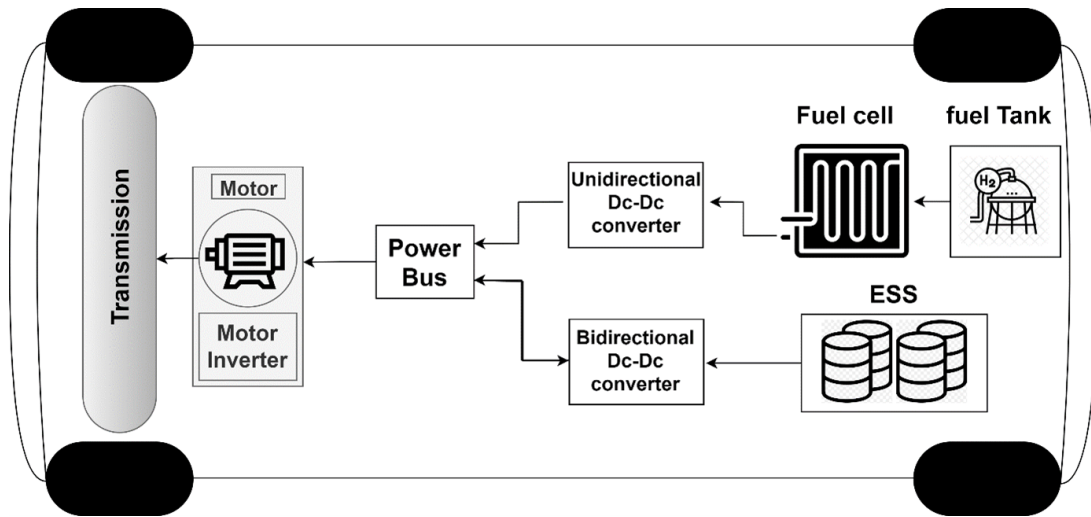 Fuel cell
fuel Tank
H2
Unidirectional
Dc-Dc
converter
Motor
Transmission
Power
Bus
Motor
Inverter
ESS
Bidirectional
Dc-Dc
converter